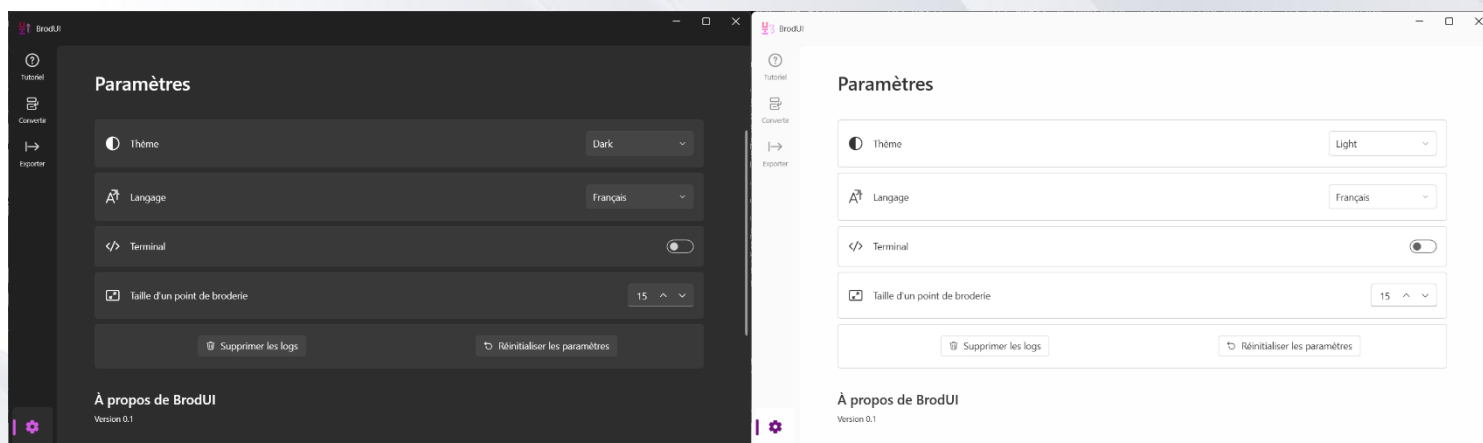 BrodUI
Tutoriel
Convertir
Exporter
Paramètres
Thème
Dark
Langage
Français
Terminal
Taille d'un point de broderie
15
Supprimer les logs
Réinitialiser les paramètres
À propos de BrodUI
Version 0.1
BrodUI
Tutoriel
Convertir
Exporter
Paramètres
Thème
Light
Langage
Français
Terminal
Taille d'un point de broderie
15
Supprimer les logs
Réinitialiser les paramètres
À propos de BrodUI
Version 0.1